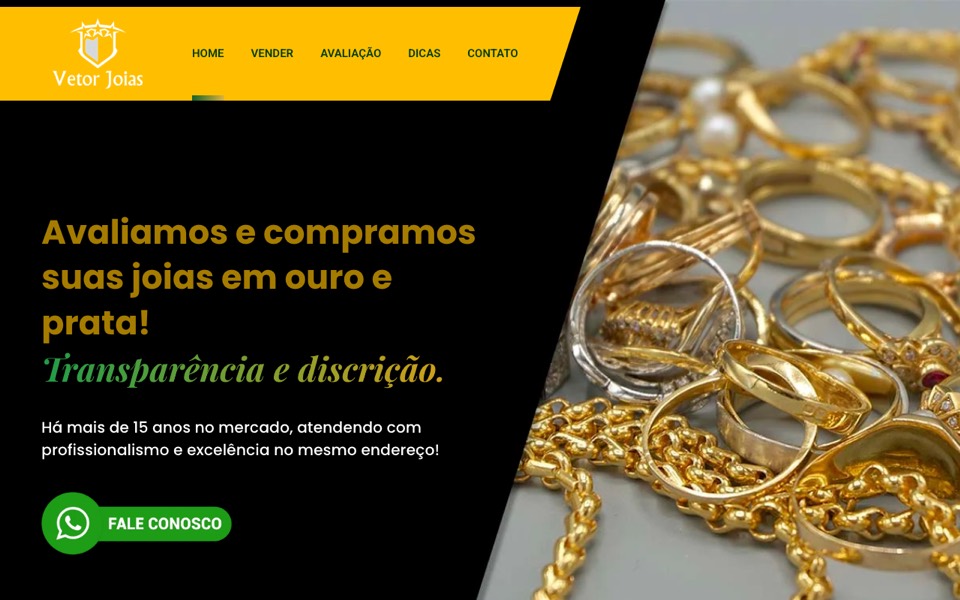 Vetor Joias
HOME VENDER AVALIAÇÃO DICAS CONTATO
Avaliamos e compramos
suas joias em ouro e
prata!
Transparência e discrição.
Há mais de 15 anos no mercado, atendendo com
profissionalismo e excelência no mesmo endereço!
FALE CONOSCO